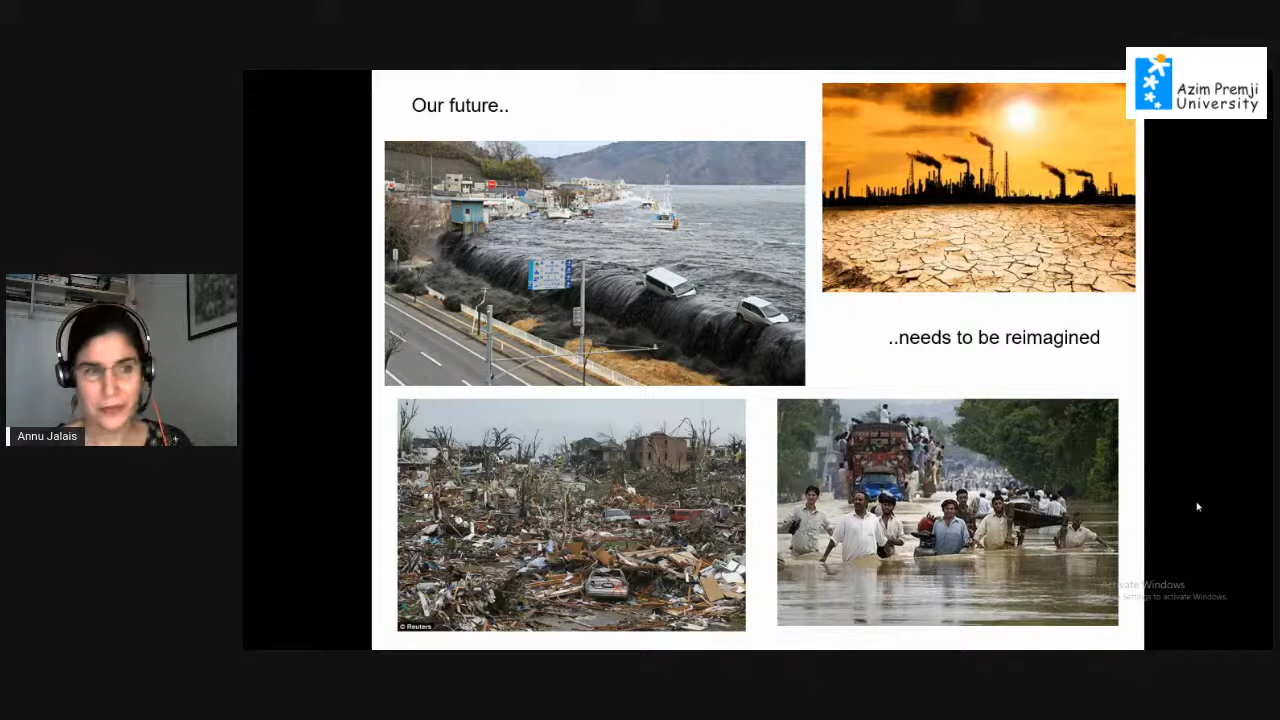 Our future..
Azim Premji
University
..needs to be reimagined
Annu Jalais
© Reuters
Activate Windows
Settings to activate Windows.